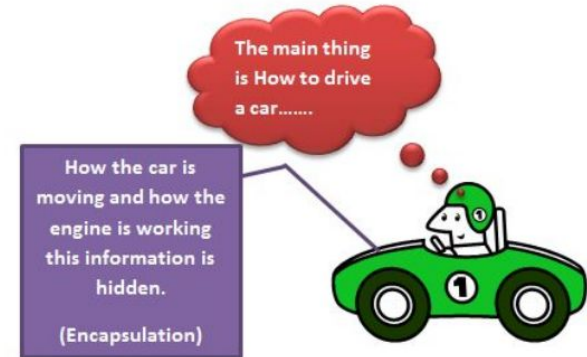 The main thing
is How to drive
a car.......
How the car is
moving and how the
engine is working
this information is
hidden.
(Encapsulation)
1
1